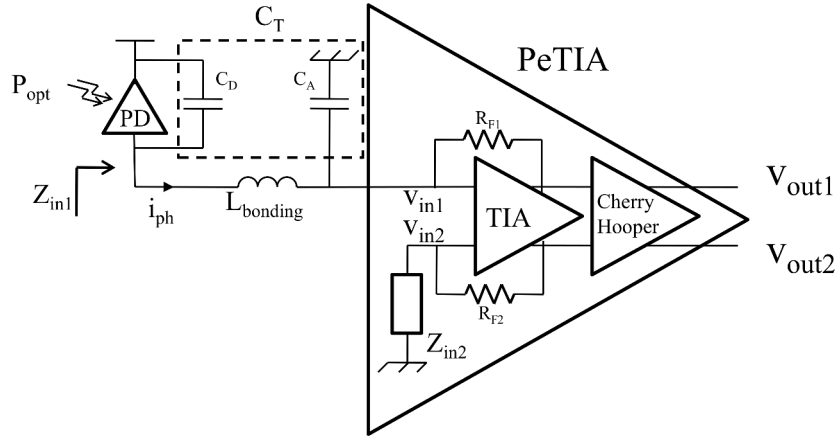 C_T
PeTIA
P_opt
C_D
C_A
PD
R_F1
Z_in1
i_ph
L_bonding
v_in1
TIA
Cherry
Hooper
v_out1
v_in2
v_out2
R_F2
Z_in2